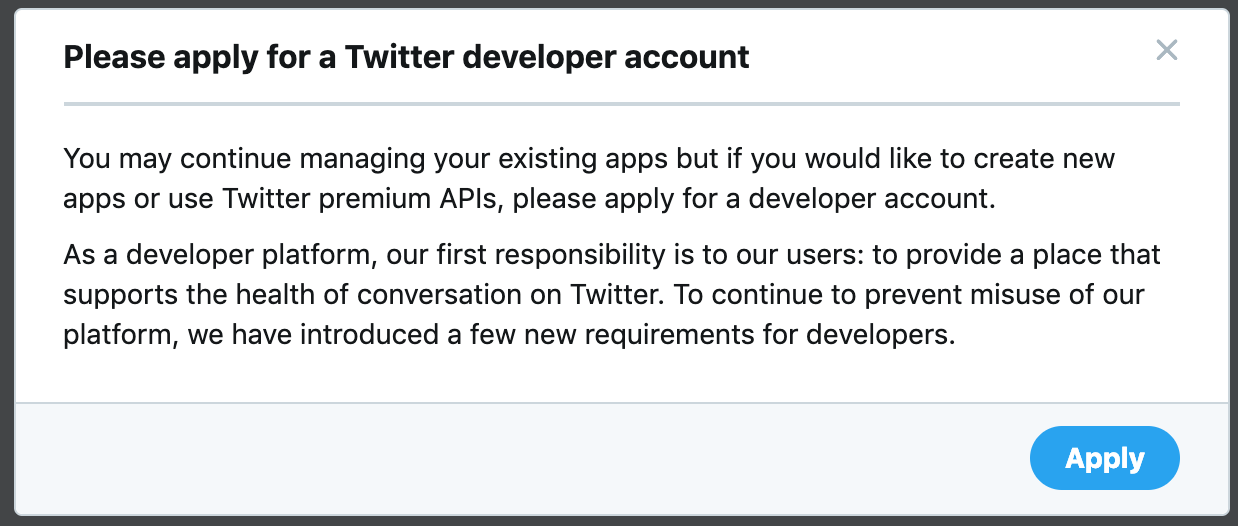 Please apply for a Twitter developer account
You may continue managing your existing apps but if you would like to create new
apps or use Twitter premium APIs, please apply for a developer account.
As a developer platform, our first responsibility is to our users: to provide a place that
supports the health of conversation on Twitter. To continue to prevent misuse of our
platform, we have introduced a few new requirements for developers.
Apply